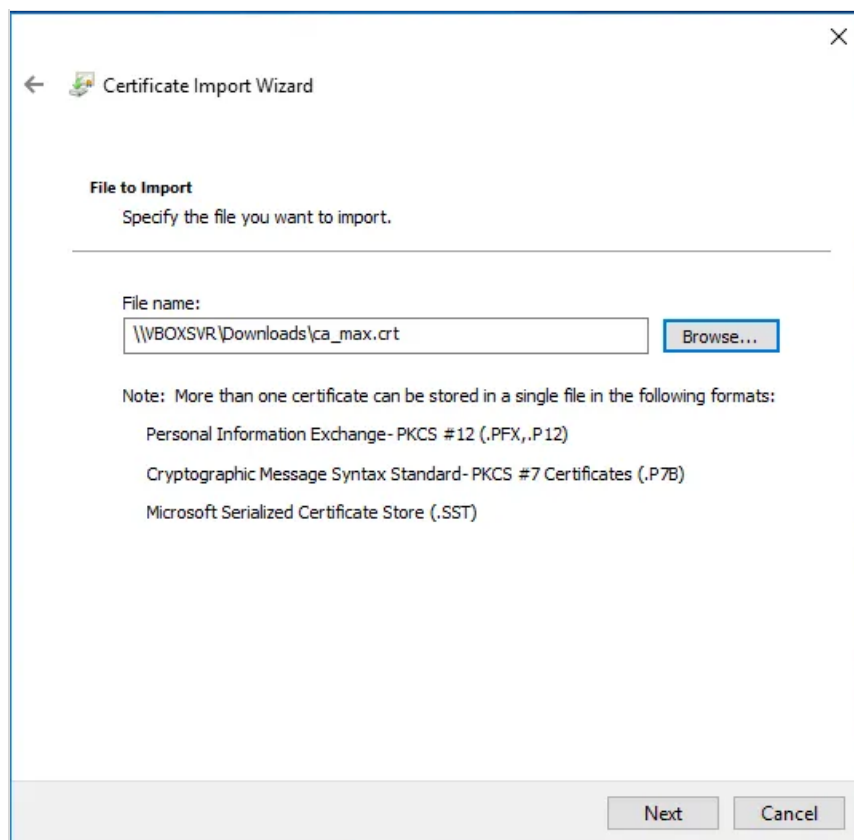 Certificate Import Wizard
File to Import
Specify the file you want to import.
File name:
\\VBOXSVR\Downloads\ca_max.crt
Browse...
Note: More than one certificate can be stored in a single file in the following formats:
Personal Information Exchange- PKCS #12 (.PFX,.P12)
Cryptographic Message Syntax Standard- PKCS #7 Certificates (.P7B)
Microsoft Serialized Certificate Store (.SST)
Next
Cancel